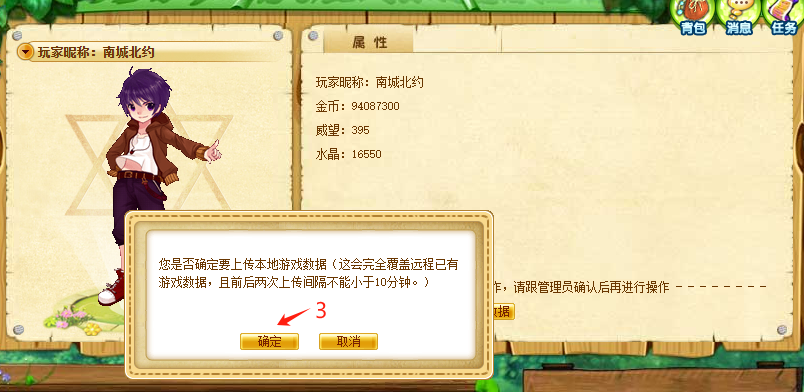 背包 消息 任务
玩家昵称：南城北约
属 性
玩家昵称：南城北约
金币：94087300
威望：395
水晶：16550
您是否确定要上传本地游戏数据（这会完全覆盖远程已有
游戏数据，且前后两次上传间隔不能小于10分钟。）
作，请跟管理员确认后再进行操作 - - - - - - - -
数据
3
确定 取消